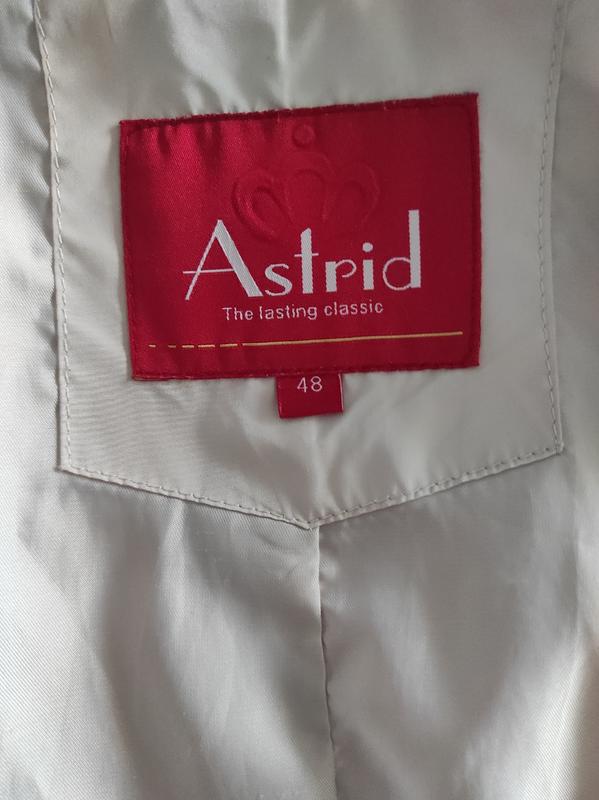 Astrid
The lasting classic
48